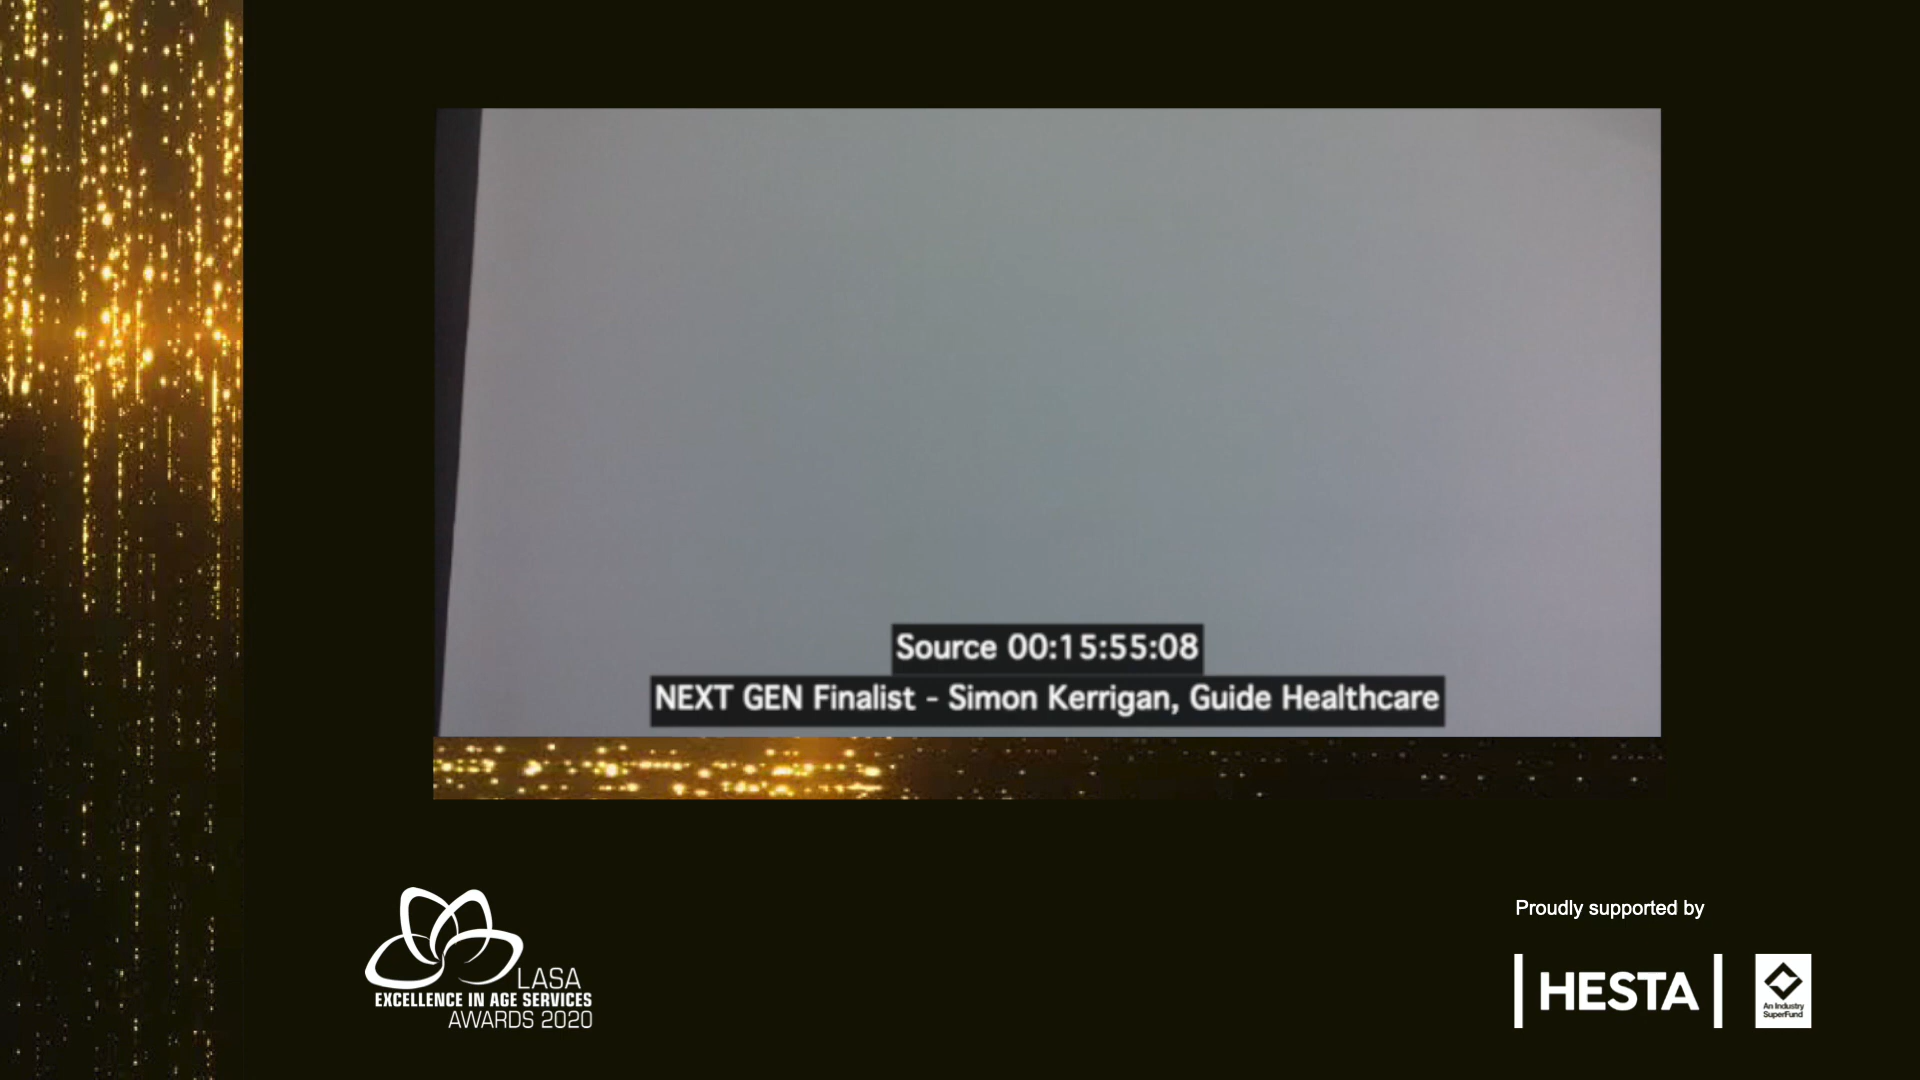 Source 00:15:55:08
NEXT GEN Finalist - Simon Kerrigan, Guide Healthcare
LASA
EXCELLENCE IN AGE SERVICES
AWARDS 2020
Proudly supported by
HESTA
An Industry
SuperFund